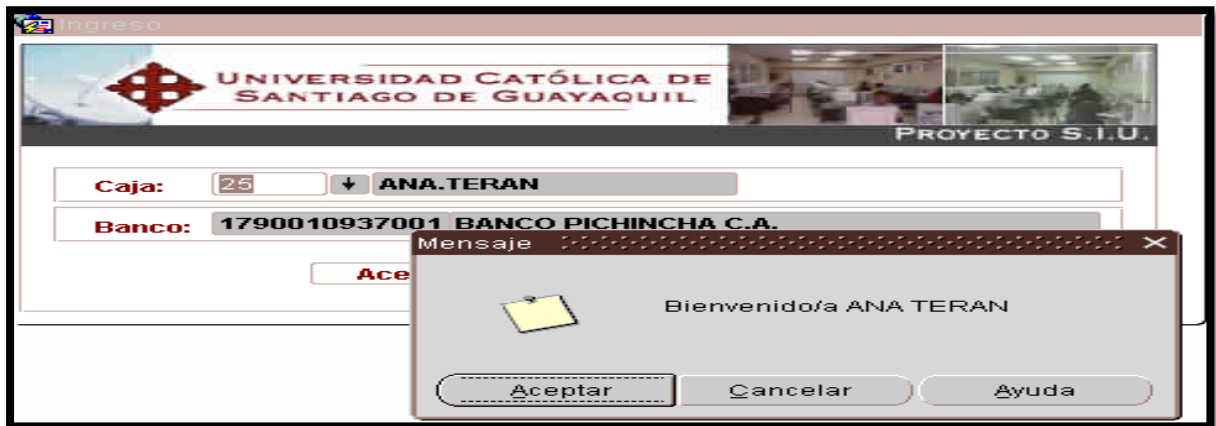 Ingreso
UNIVERSIDAD CATÓLICA DE
SANTIAGO DE GUAYAQUIL
PROYECTO S.I.U.
Caja: 25 ANA.TERAN
Banco: 1790010937001 BANCO PICHINCHA C.A.
Ace
Mensaje
Bienvenido/a ANA TERAN
Aceptar Cancelar Ayuda